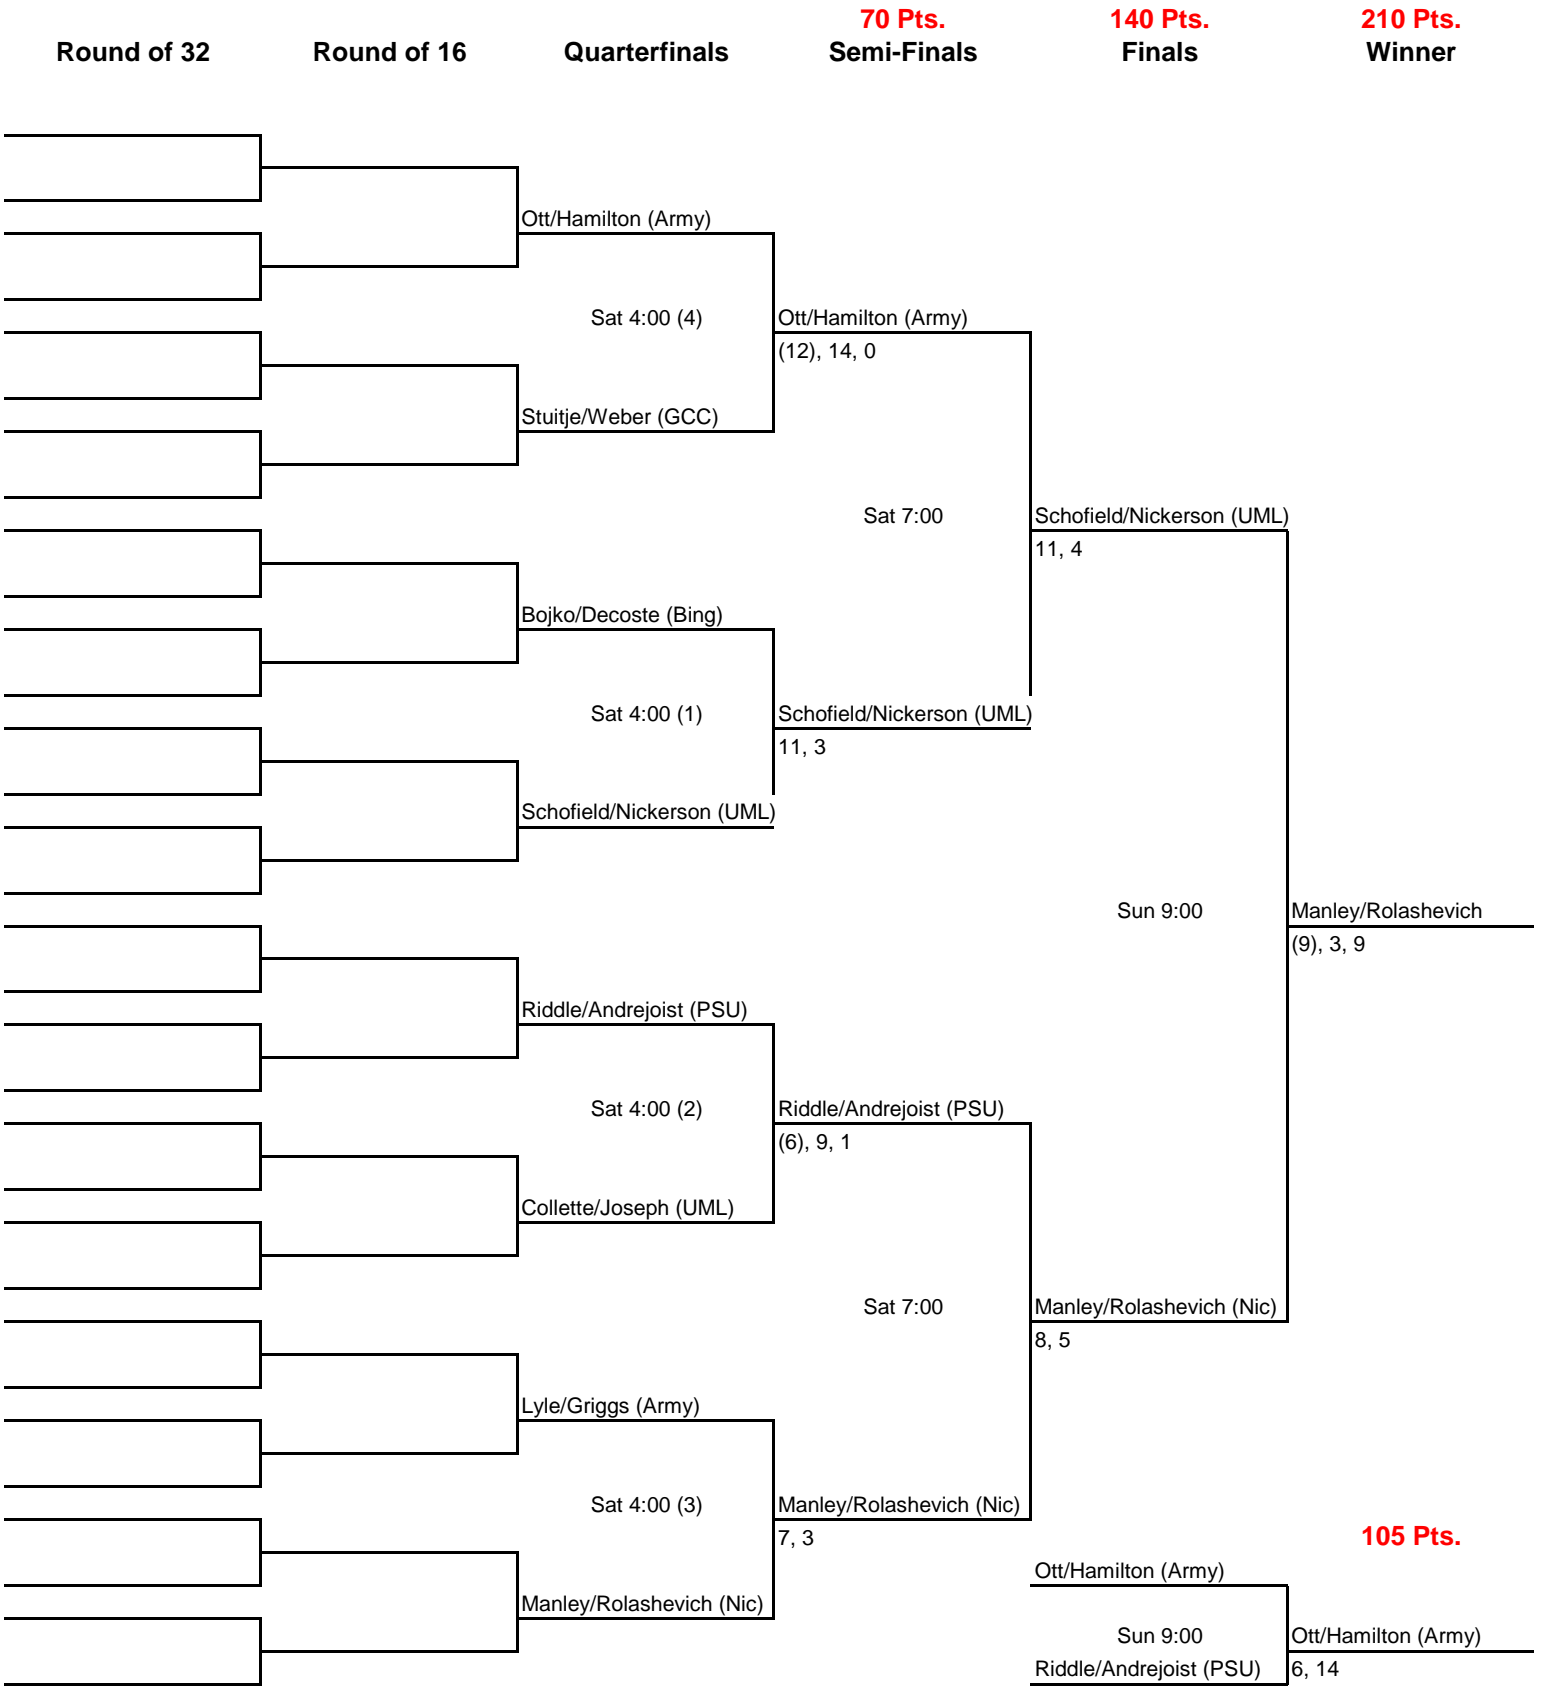 70 Pts. 140 Pts. 210 Pts.
Round of 32 Round of 16 Quarterfinals Semi-Finals Finals Winner
Ott/Hamilton (Army)
Sat 4:00 (4) Ott/Hamilton (Army)
(12), 14, 0
Stuitje/Weber (GCC)
Sat 7:00 Schofield/Nickerson (UML)
11, 4
Bojko/Decoste (Bing)
Sat 4:00 (1) Schofield/Nickerson (UML)
11, 3
Schofield/Nickerson (UML)
Sun 9:00 Manley/Rolashevich
(9), 3, 9
Riddle/Andrejoist (PSU)
Sat 4:00 (2) Riddle/Andrejoist (PSU)
(6), 9, 1
Collette/Joseph (UML)
Sat 7:00 Manley/Rolashevich (Nic)
8, 5
Lyle/Griggs (Army)
Sat 4:00 (3) Manley/Rolashevich (Nic)
7, 3 105 Pts.
Ott/Hamilton (Army)
Manley/Rolashevich (Nic)
Sun 9:00 Ott/Hamilton (Army)
Riddle/Andrejoist (PSU) 6, 14